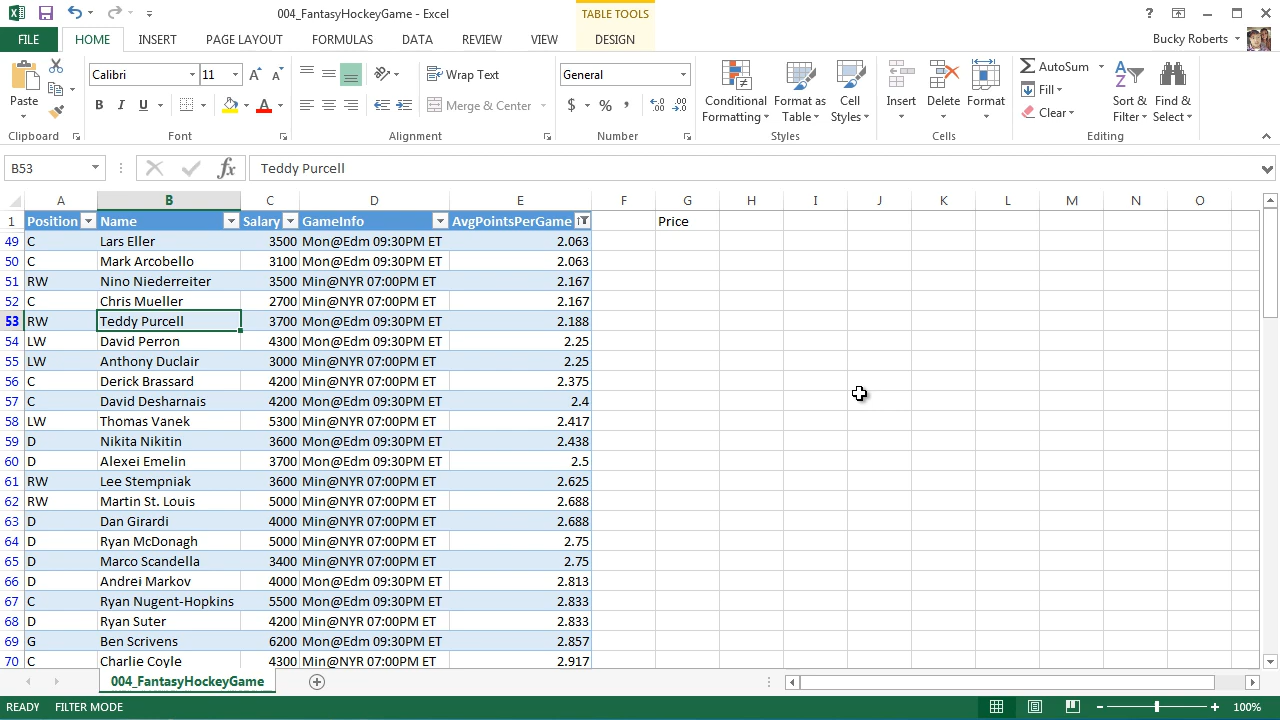 004_FantasyHockeyGame - Excel
TABLE TOOLS
?
FILE HOME INSERT PAGE LAYOUT FORMULAS DATA REVIEW VIEW DESIGN Bucky Roberts
Paste Calibri 11 A A Wrap Text General Conditional Formatting Format as Table Cell Styles Insert Delete Format AutoSum Sort & Filter Find & Select
B I U A Merge & Center $ % , Fill
Clear
Clipboard Font Alignment Number Styles Cells Editing
B53 fx Teddy Purcell
A B C D E F G H I J K L M N O
1 Position Name Salary GameInfo AvgPointsPerGame Price
49 C Lars Eller 3500 Mon@Edm 09:30PM ET 2.063
50 C Mark Arcobello 3100 Mon@Edm 09:30PM ET 2.063
51 RW Nino Niederreiter 3500 Min@NYR 07:00PM ET 2.167
52 C Chris Mueller 2700 Min@NYR 07:00PM ET 2.167
53 RW Teddy Purcell 3700 Mon@Edm 09:30PM ET 2.188
54 LW David Perron 4300 Mon@Edm 09:30PM ET 2.25
55 LW Anthony Duclair 3000 Min@NYR 07:00PM ET 2.25
56 C Derick Brassard 4200 Min@NYR 07:00PM ET 2.375
57 C David Desharnais 4200 Mon@Edm 09:30PM ET 2.4
58 LW Thomas Vanek 5300 Min@NYR 07:00PM ET 2.417
59 D Nikita Nikitin 3600 Mon@Edm 09:30PM ET 2.438
60 D Alexei Emelin 3700 Mon@Edm 09:30PM ET 2.5
61 RW Lee Stempniak 3600 Min@NYR 07:00PM ET 2.625
62 RW Martin St. Louis 5000 Min@NYR 07:00PM ET 2.688
63 D Dan Girardi 4000 Min@NYR 07:00PM ET 2.688
64 D Ryan McDonagh 5000 Min@NYR 07:00PM ET 2.75
65 D Marco Scandella 3400 Min@NYR 07:00PM ET 2.75
66 D Andrei Markov 4000 Mon@Edm 09:30PM ET 2.813
67 C Ryan Nugent-Hopkins 5500 Mon@Edm 09:30PM ET 2.833
68 D Ryan Suter 4200 Min@NYR 07:00PM ET 2.833
69 G Ben Scrivens 6200 Mon@Edm 09:30PM ET 2.857
70 C Charlie Coyle 4300 Min@NYR 07:00PM ET 2.917
004_FantasyHockeyGame
READY FILTER MODE 100%